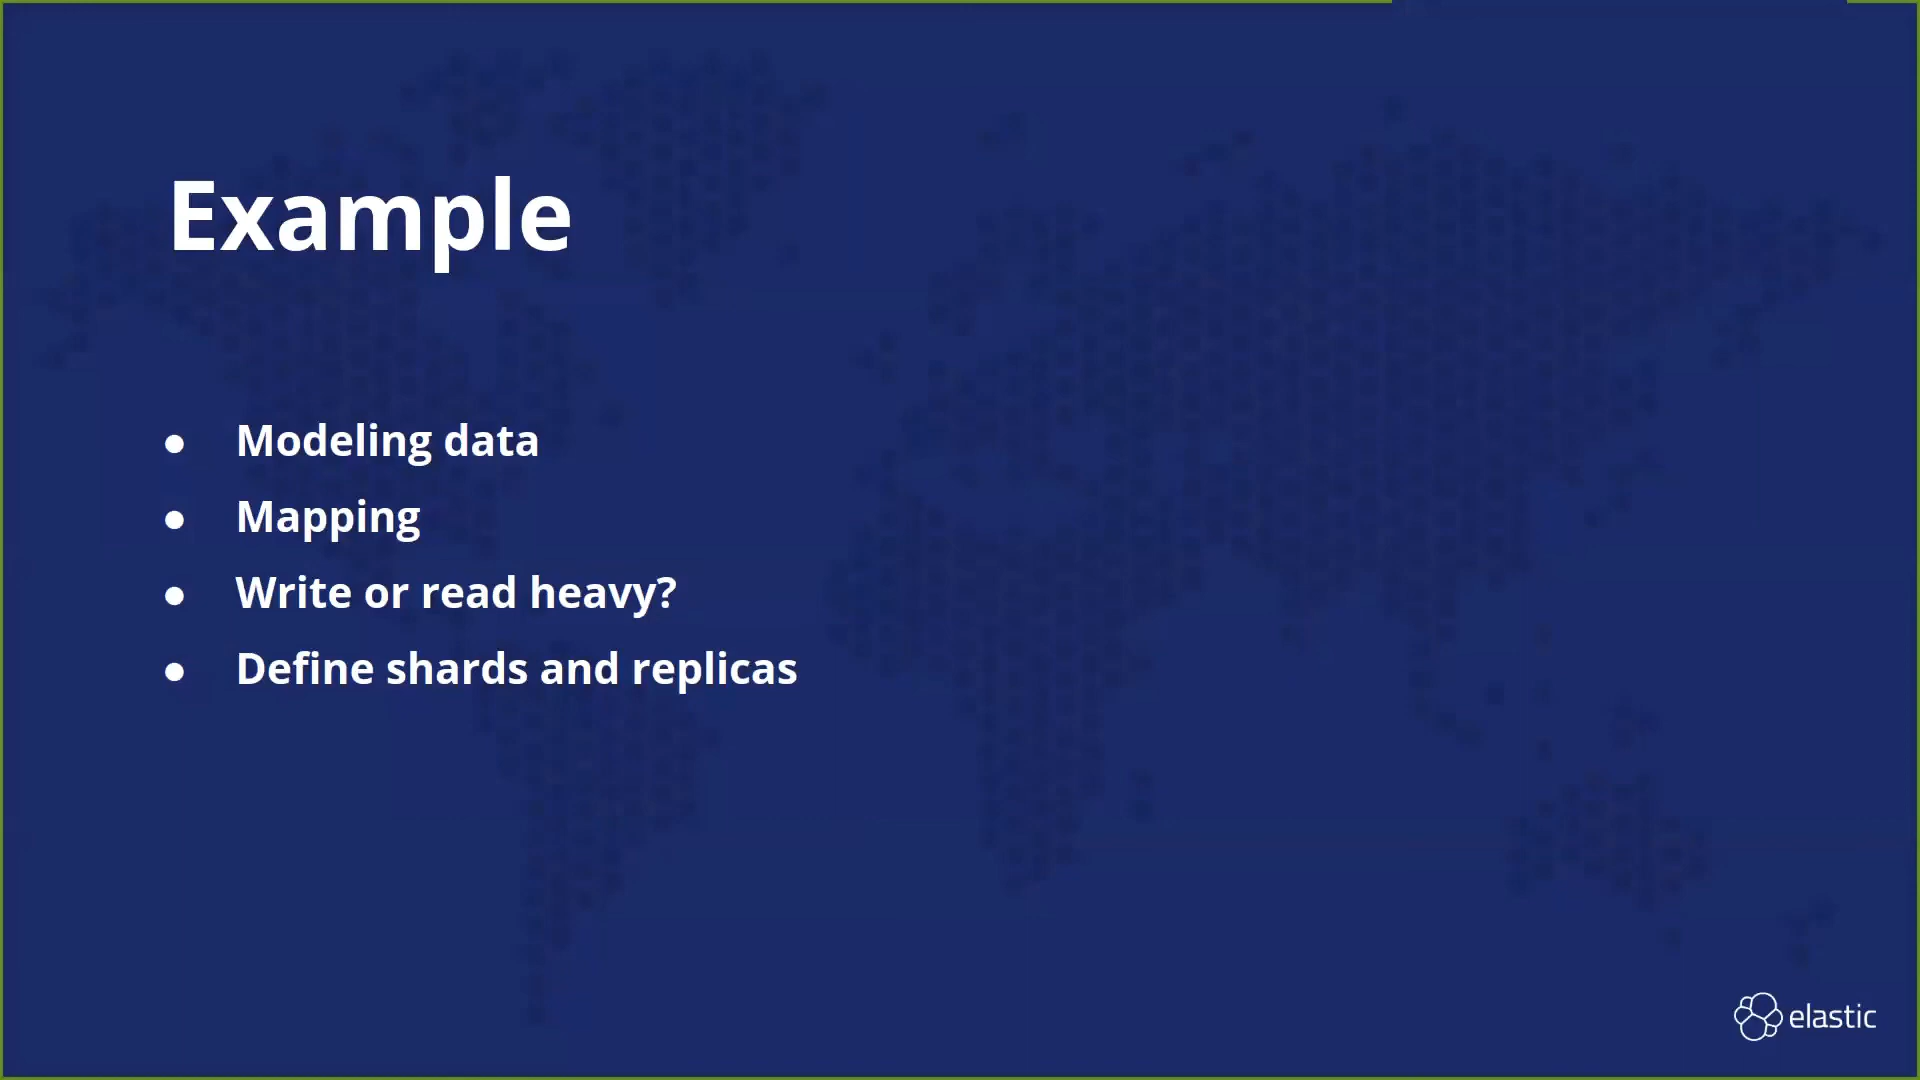 Example
● Modeling data
● Mapping
● Write or read heavy?
● Define shards and replicas
elastic